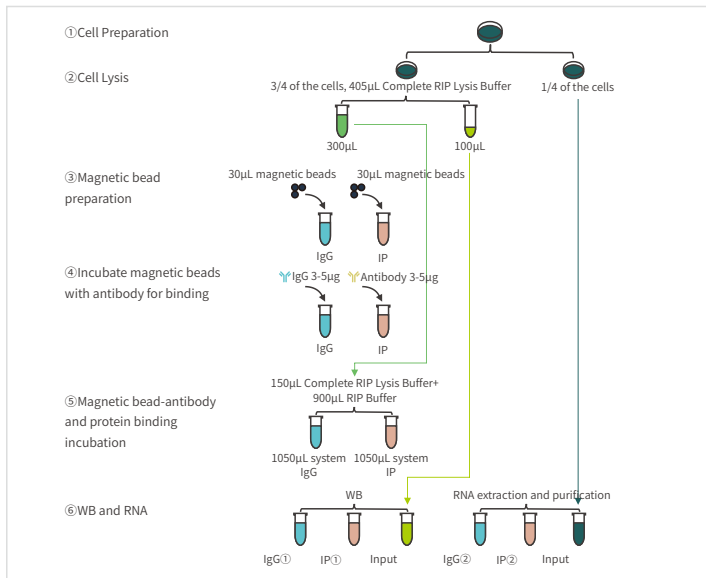 ①Cell Preparation
②Cell Lysis
3/4 of the cells, 405μL Complete RIP Lysis Buffer
1/4 of the cells
300μL
100μL
③Magnetic bead
preparation
30μL magnetic beads
30μL magnetic beads
IgG
IP
④Incubate magnetic beads
with antibody for binding
IgG 3-5μg
Antibody 3-5μg
IgG
IP
⑤Magnetic bead-antibody
and protein binding
incubation
150μL Complete RIP Lysis Buffer+
900μL RIP Buffer
1050μL system
IgG
1050μL system
IP
⑥WB and RNA
WB
RNA extraction and purification
IgG①
IP①
Input
IgG②
IP②
Input